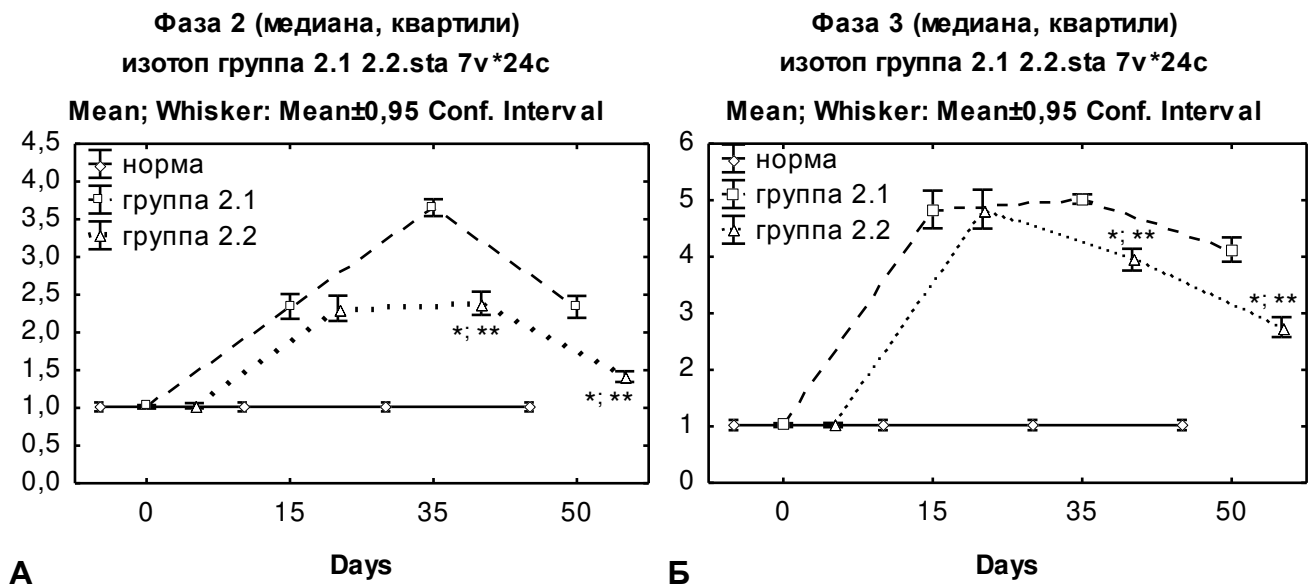 Фаза 2 (медиана, квартили)
изотоп группа 2.1 2.2.sta 7v*24c
Mean; Whisker: Mean±0,95 Conf. Interval
4,5
4,0
3,5
3,0
2,5
2,0
1,5
1,0
0,5
0,0
норма
группа 2.1
группа 2.2
*; **
*; **
0 15 35 50
Days
А
Фаза 3 (медиана, квартили)
изотоп группа 2.1 2.2.sta 7v*24c
Mean; Whisker: Mean±0,95 Conf. Interval
6
5
4
3
2
1
0
норма
группа 2.1
группа 2.2
*; **
*; **
0 15 35 50
Days
Б